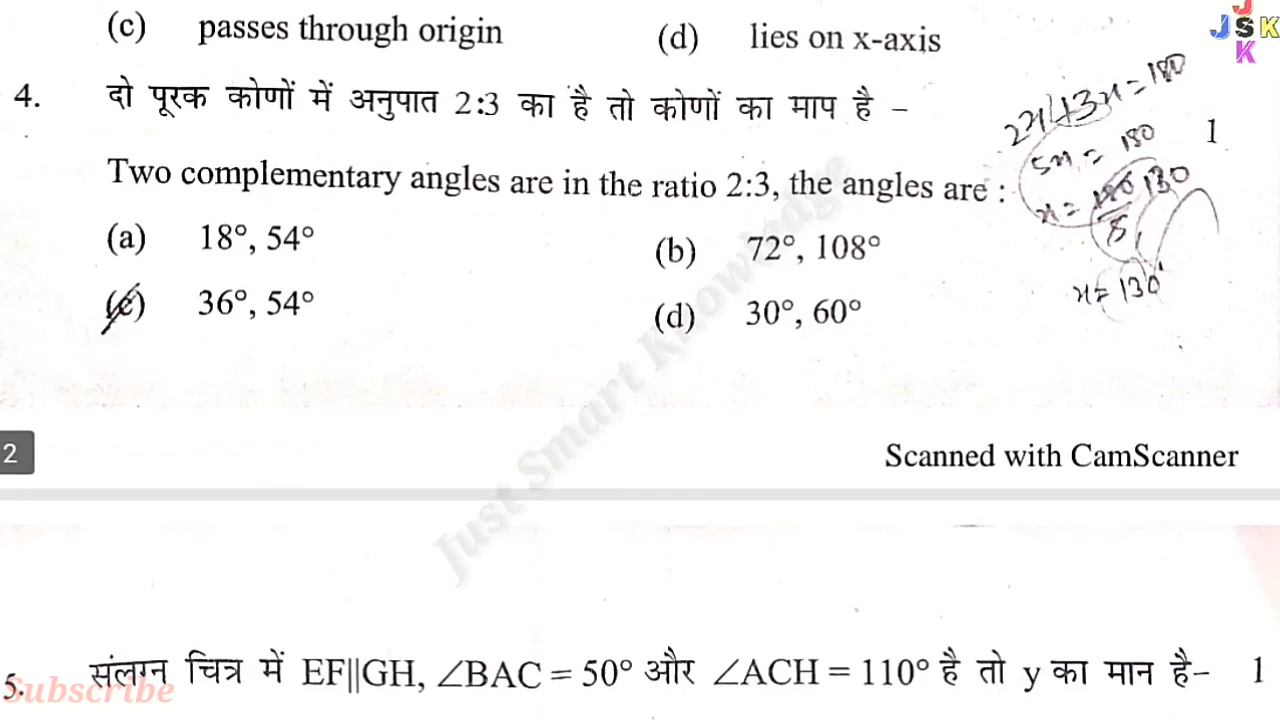 (c) passes through origin (d) lies on x-axis
JSK
JSK
4. दो पूरक कोणों में अनुपात 2:3 का है तो कोणों का माप है –
2x+3x=180
5x = 180
1
Two complementary angles are in the ratio 2:3, the angles are :
x = 180/5
130
x = 130
(a) 18°, 54° (b) 72°, 108°
(c) 36°, 54° (d) 30°, 60°
Just Smart Knowledge
2
Scanned with CamScanner
5. संलग्न चित्र में EF||GH, ∠BAC = 50° और ∠ACH = 110° है तो y का मान है– 1
Subscribe